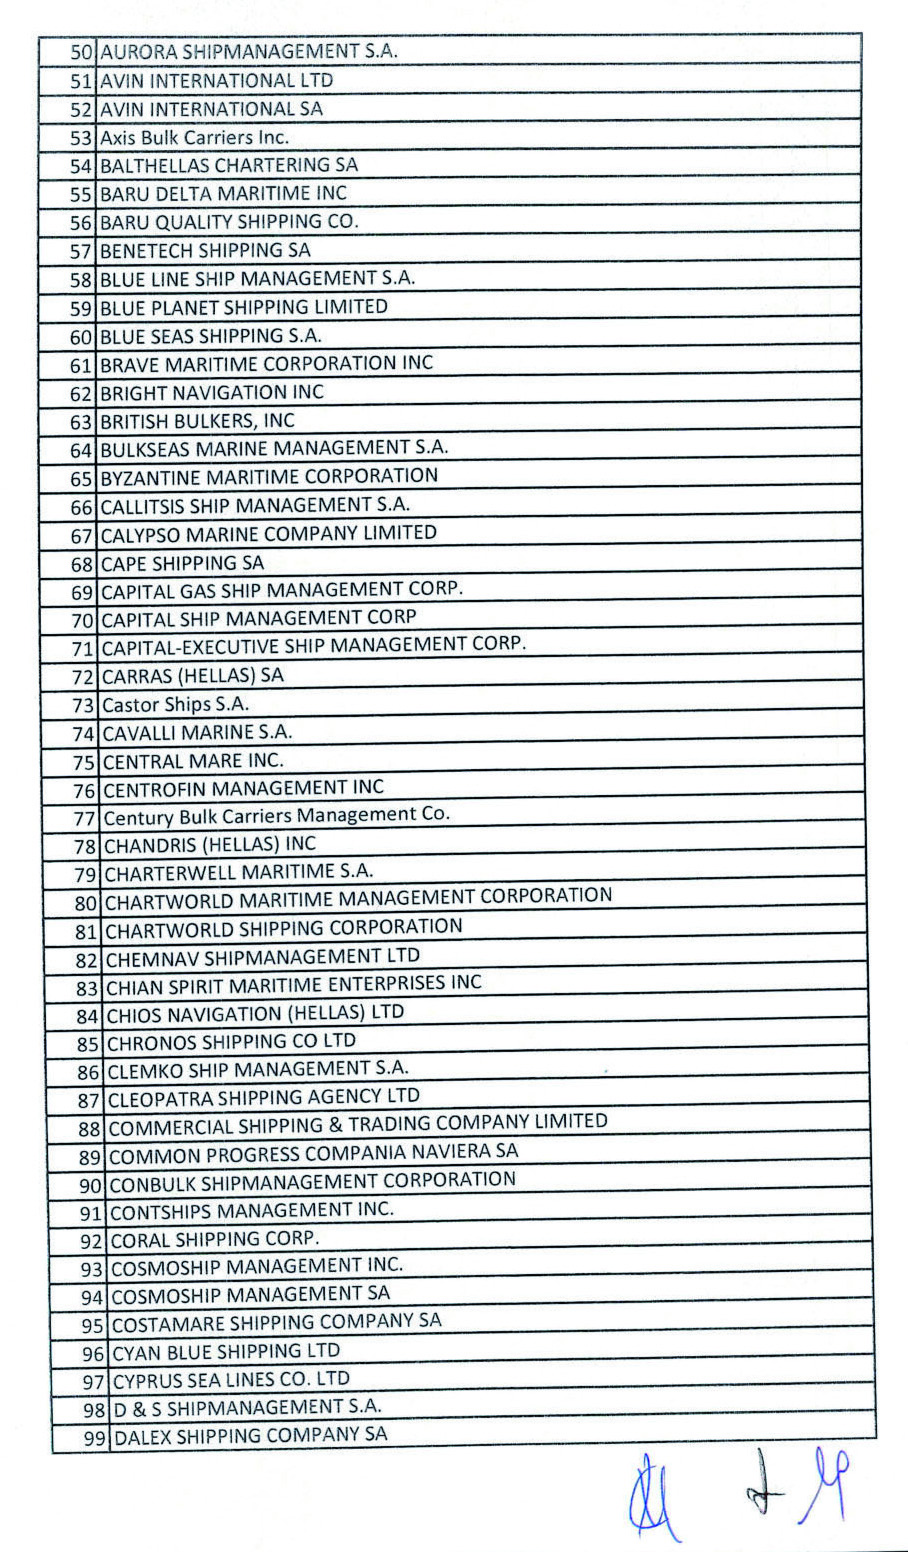 50 AURORA SHIPMANAGEMENT S.A.
51 AVIN INTERNATIONAL LTD
52 AVIN INTERNATIONAL SA
53 Axis Bulk Carriers Inc.
54 BALTHELLAS CHARTERING SA
55 BARU DELTA MARITIME INC
56 BARU QUALITY SHIPPING CO.
57 BENETECH SHIPPING SA
58 BLUE LINE SHIP MANAGEMENT S.A.
59 BLUE PLANET SHIPPING LIMITED
60 BLUE SEAS SHIPPING S.A.
61 BRAVE MARITIME CORPORATION INC
62 BRIGHT NAVIGATION INC
63 BRITISH BULKERS, INC
64 BULKSEAS MARINE MANAGEMENT S.A.
65 BYZANTINE MARITIME CORPORATION
66 CALLITSIS SHIP MANAGEMENT S.A.
67 CALYPSO MARINE COMPANY LIMITED
68 CAPE SHIPPING SA
69 CAPITAL GAS SHIP MANAGEMENT CORP.
70 CAPITAL SHIP MANAGEMENT CORP
71 CAPITAL-EXECUTIVE SHIP MANAGEMENT CORP.
72 CARRAS (HELLAS) SA
73 Castor Ships S.A.
74 CAVALLI MARINE S.A.
75 CENTRAL MARE INC.
76 CENTROFIN MANAGEMENT INC
77 Century Bulk Carriers Management Co.
78 CHANDRIS (HELLAS) INC
79 CHARTERWELL MARITIME S.A.
80 CHARTWORLD MARITIME MANAGEMENT CORPORATION
81 CHARTWORLD SHIPPING CORPORATION
82 CHEMNAV SHIPMANAGEMENT LTD
83 CHIAN SPIRIT MARITIME ENTERPRISES INC
84 CHIOS NAVIGATION (HELLAS) LTD
85 CHRONOS SHIPPING CO LTD
86 CLEMKO SHIP MANAGEMENT S.A.
87 CLEOPATRA SHIPPING AGENCY LTD
88 COMMERCIAL SHIPPING & TRADING COMPANY LIMITED
89 COMMON PROGRESS COMPANIA NAVIERA SA
90 CONBULK SHIPMANAGEMENT CORPORATION
91 CONTSHIPS MANAGEMENT INC.
92 CORAL SHIPPING CORP.
93 COSMOSHIP MANAGEMENT INC.
94 COSMOSHIP MANAGEMENT SA
95 COSTAMARE SHIPPING COMPANY SA
96 CYAN BLUE SHIPPING LTD
97 CYPRUS SEA LINES CO. LTD
98 D & S SHIPMANAGEMENT S.A.
99 DALEX SHIPPING COMPANY SA